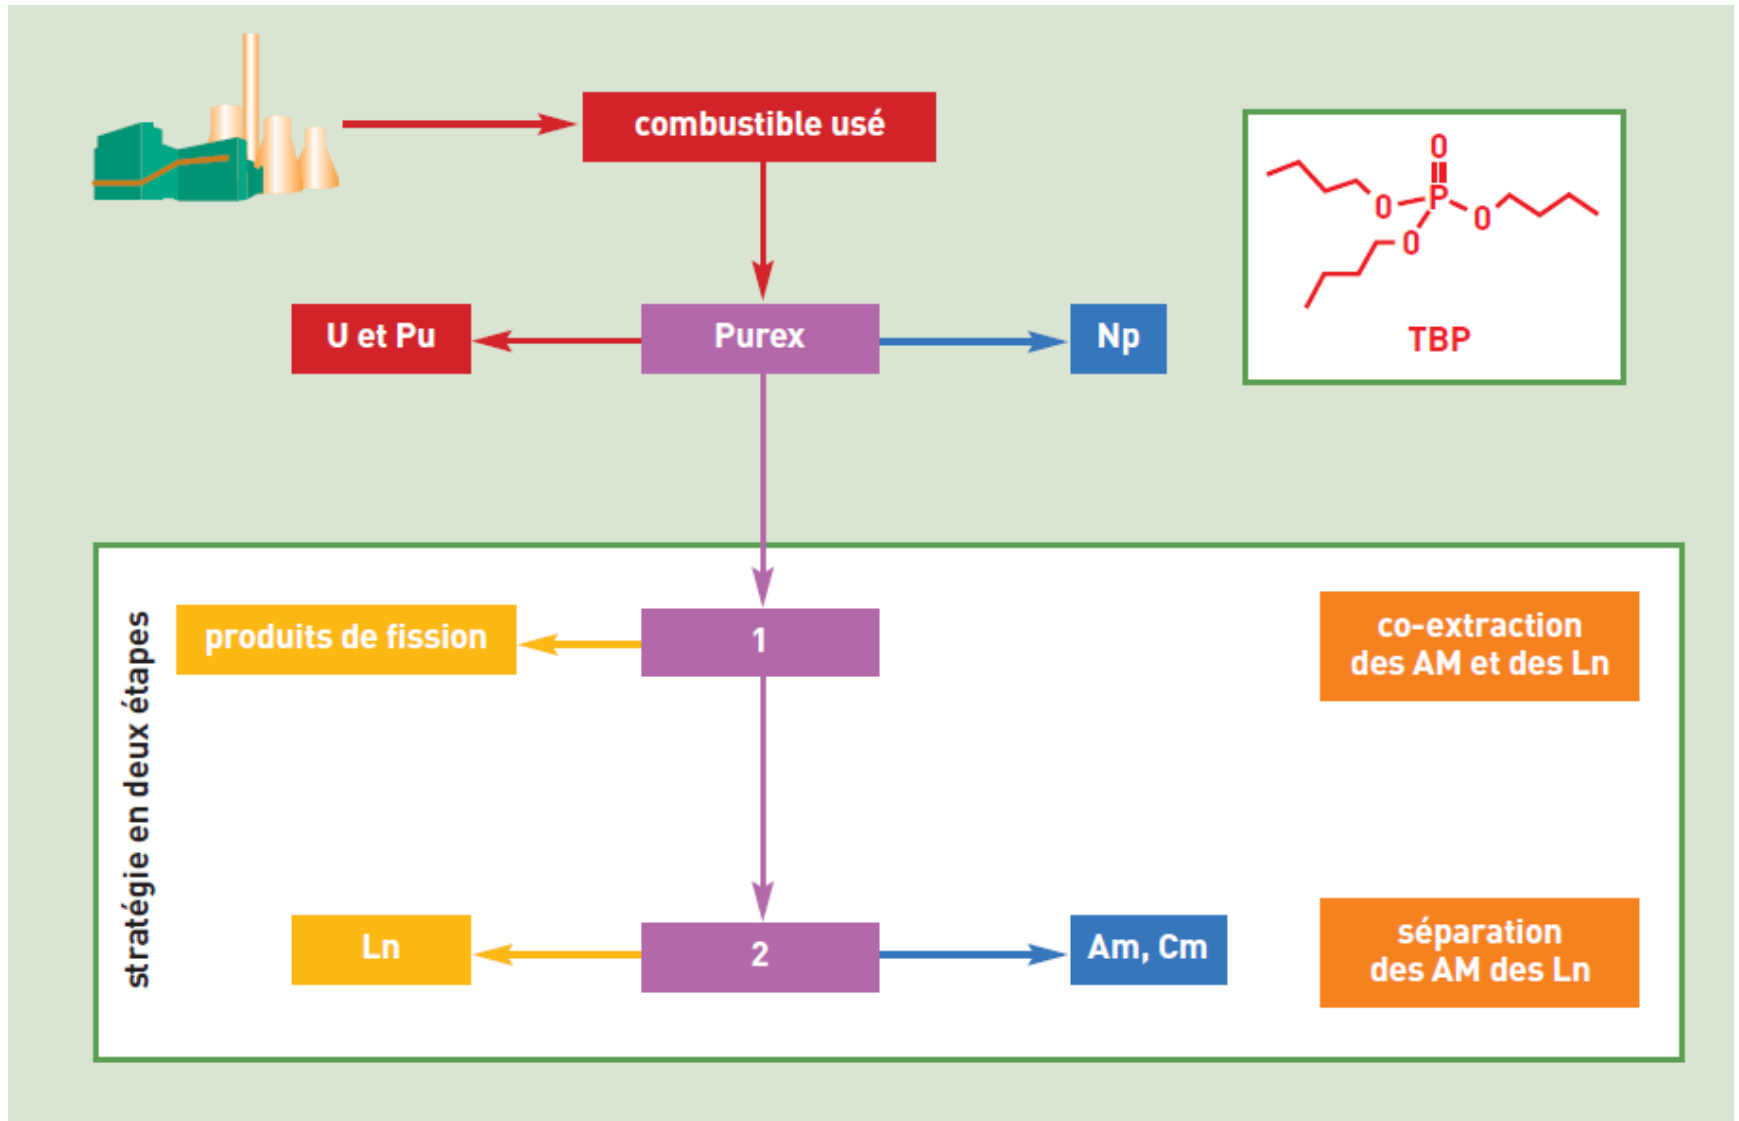 combustible usé
O
O
P
O
O
TBP
U et Pu
Purex
Np
stratégie en deux étapes
produits de fission
1
co-extraction
des AM et des Ln
Ln
2
Am, Cm
séparation
des AM des Ln